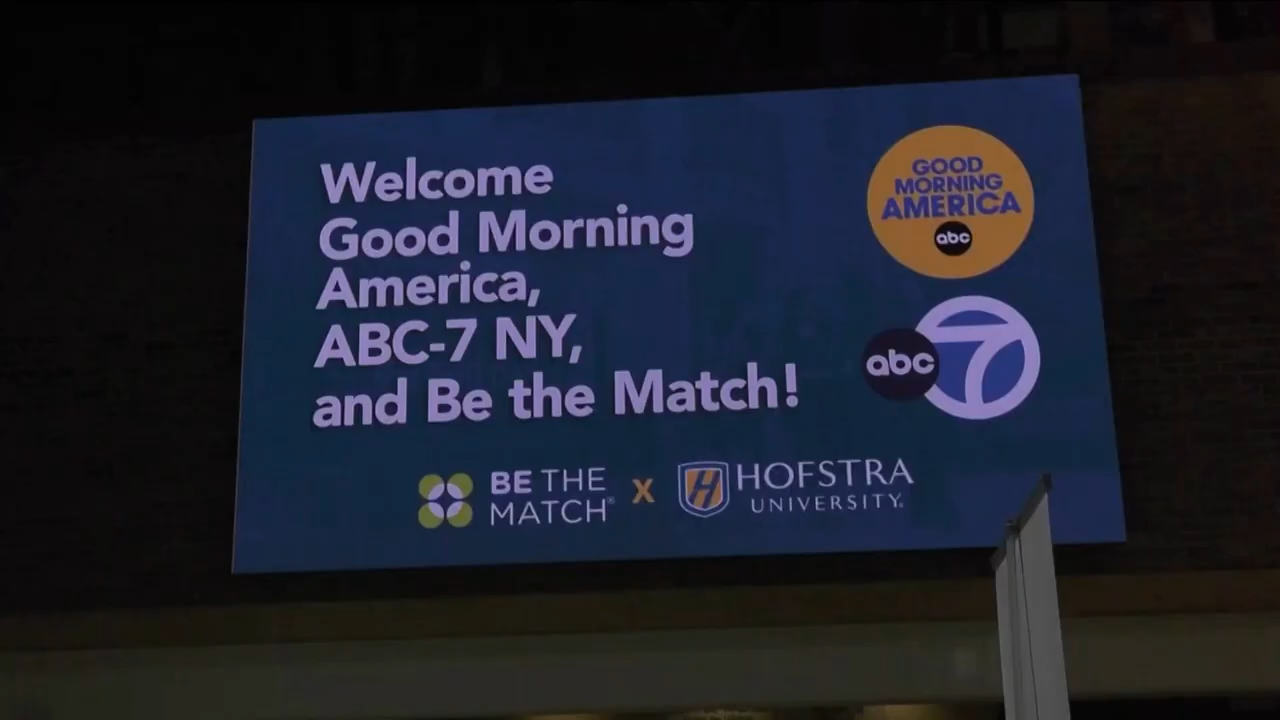 Welcome
Good Morning
America,
ABC-7 NY,
and Be the Match!
GOOD
MORNING
AMERICA
abc
abc 7
BE THE
MATCH®
x
H
HOFSTRA
UNIVERSITY®